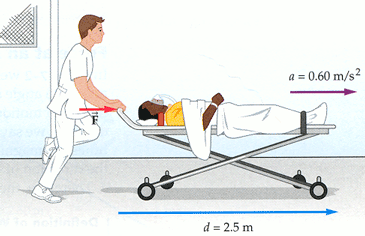 a = 0.60 m/s²
F
d = 2.5 m